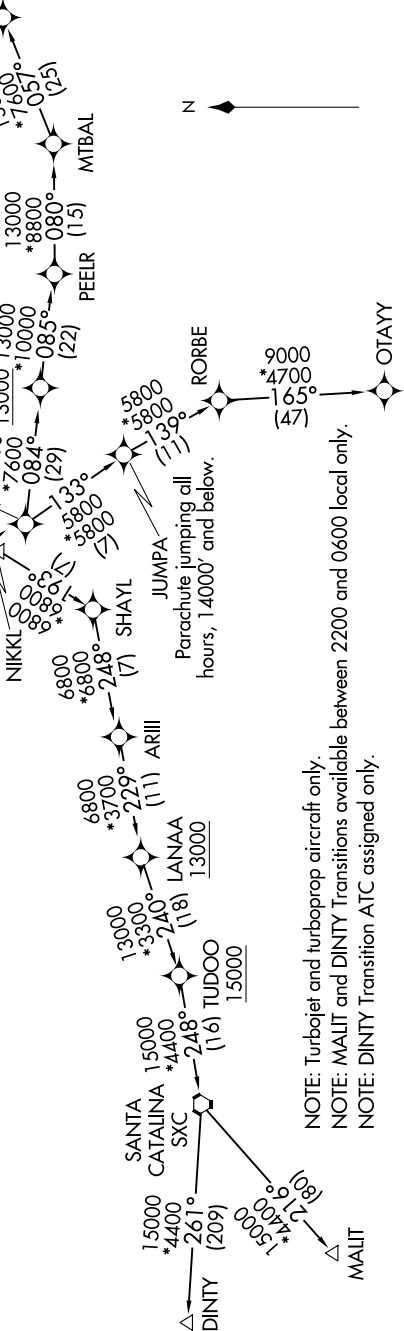 057°
(25)
MTBAL
13000
*8800
080°
(15)
PEELR
13000
*10000
085°
(22)
*7600
084°
(29)
NIKKL
133°
*5800
5800
(7)
JUMPA
Parachute jumping all
hours, 14000' and below.
5800
*5800
139°
(11)
RORBE
9000
*4700
165°
(47)
OTAYY
6800
*6800
193°
(7)
SHAYL
6800
*6800
248°
(7)
ARIII
6800
*3700
229°
(11)
LANAA
13000
13000
*3300
240°
(18)
TUDOO
15000
15000
*4400
248°
(16)
SANTA
CATALINA
SXC
15000
*4400
261°
(209)
DINTY
15000
*4400
216°
(80)
MALIT
N
NOTE: Turbojet and turboprop aircraft only.
NOTE: MALIT and DINTY Transitions available between 2200 and 0600 local only.
NOTE: DINTY Transition ATC assigned only.